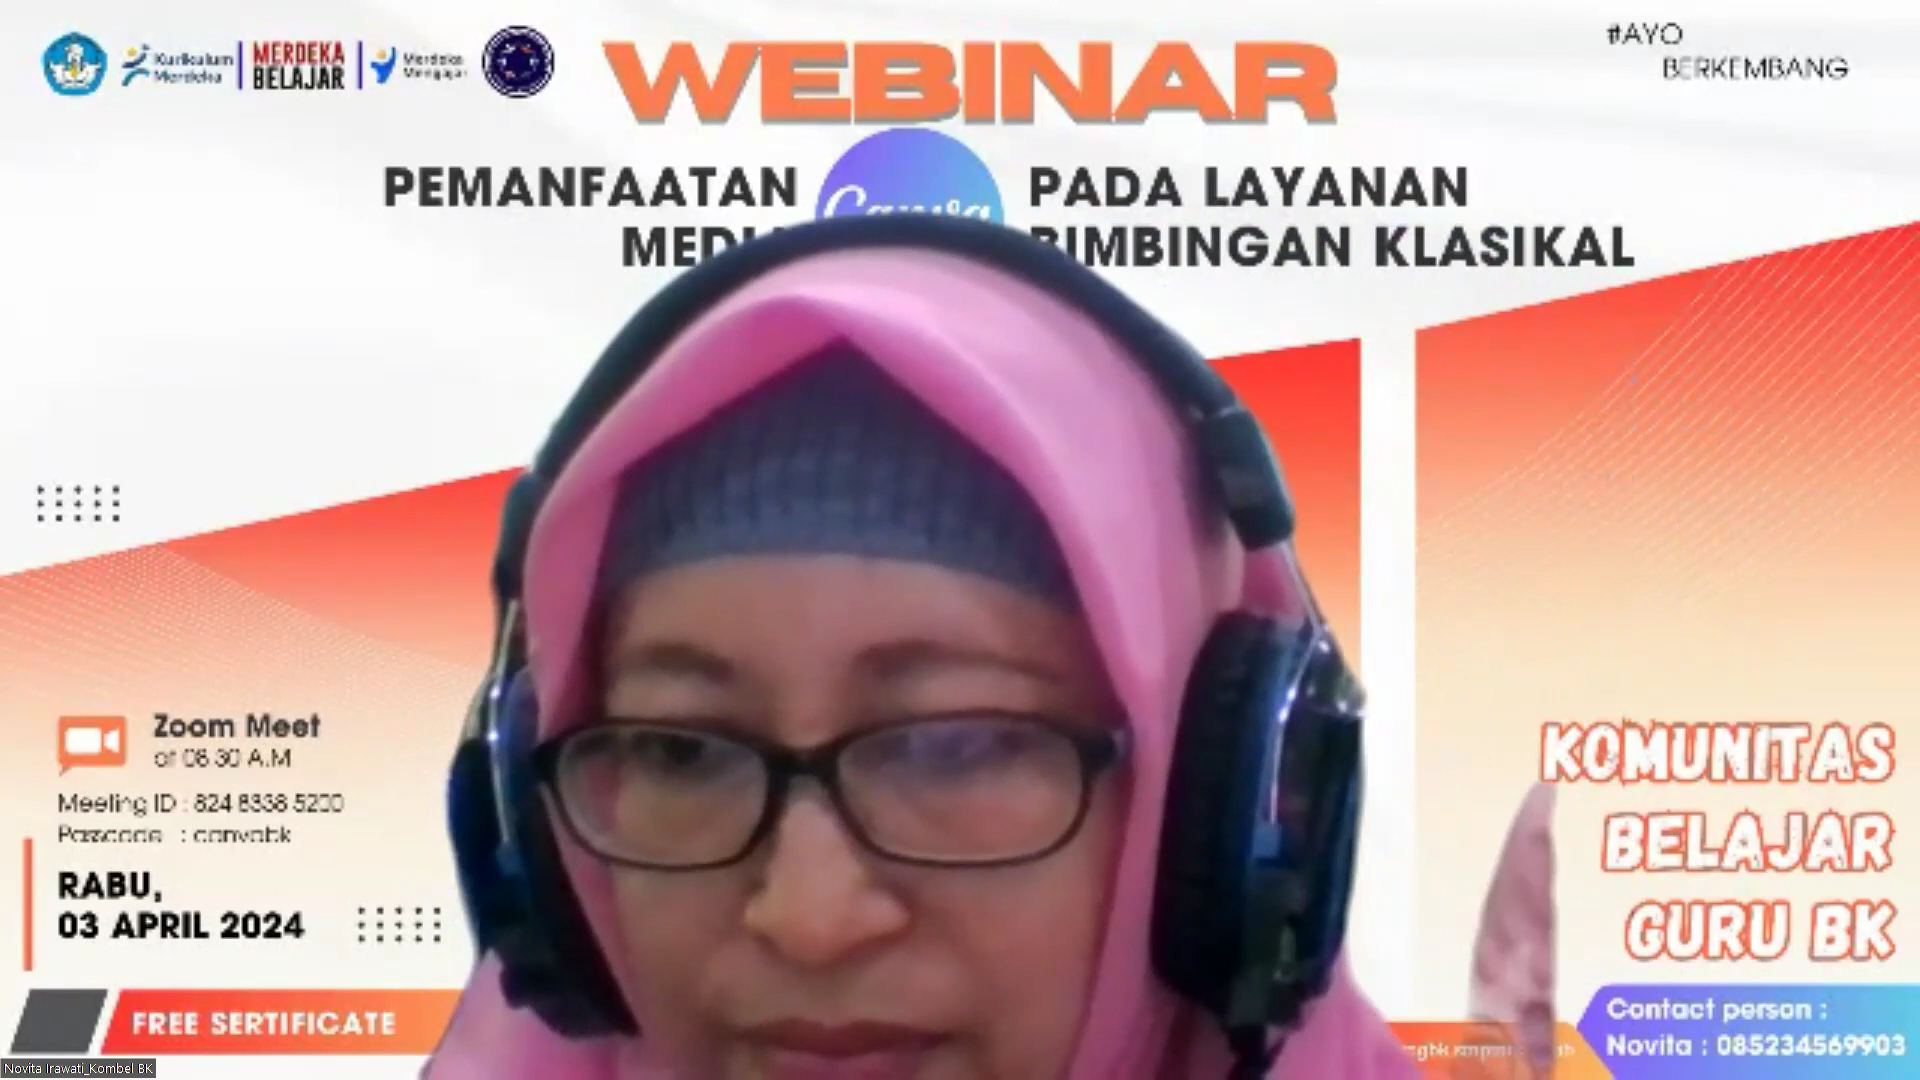 Kurikulum
Merdeka
MERDEKA
BELAJAR
Merdeka
Mengajar
WEBINAR
#AYO
BERKEMBANG
PEMANFAATAN
Canva
PADA LAYANAN
BIMBINGAN KLASIKAL
Zoom Meet
at 08.30 A.M
Meeting ID : 824 8338 5200
Passcode : canvabk
RABU,
03 APRIL 2024
FREE SERTIFICATE
KOMUNITAS
BELAJAR
GURU BK
Contact person :
Novita : 085234569903
Novita Irawati_Kombel BK